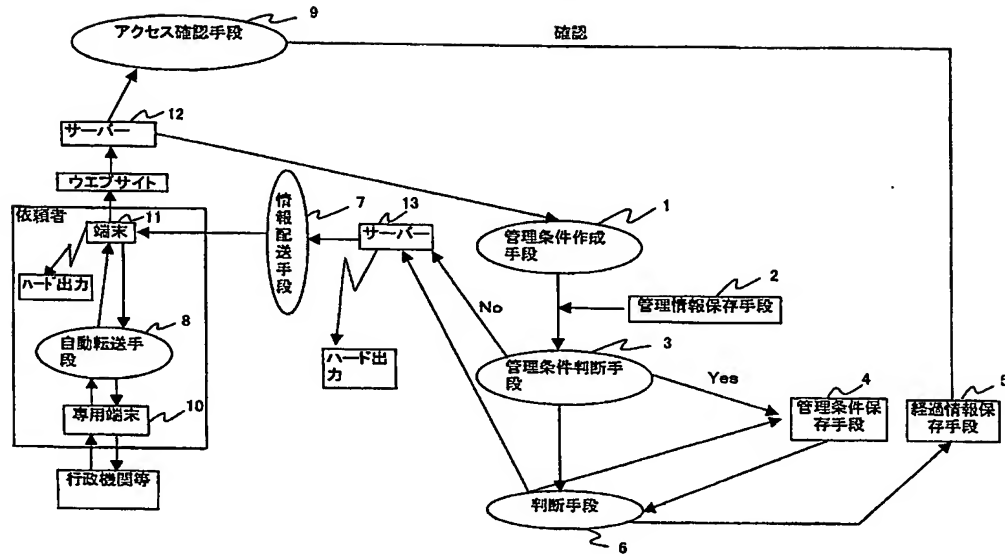 9
アクセス確認手段
確認
12
サーバー
ウエブサイト
依頼者
11
端末
ハード出力
8
自動転送手
段
専用端末
10
行政機関等
情報配送手段
7
13
サーバー
ハード出
力
1
管理条件作成
手段
2
管理情報保存手段
No
3
管理条件判断手
段
Yes
4
管理条件保
存手段
5
経過情報保
存手段
判断手段
6